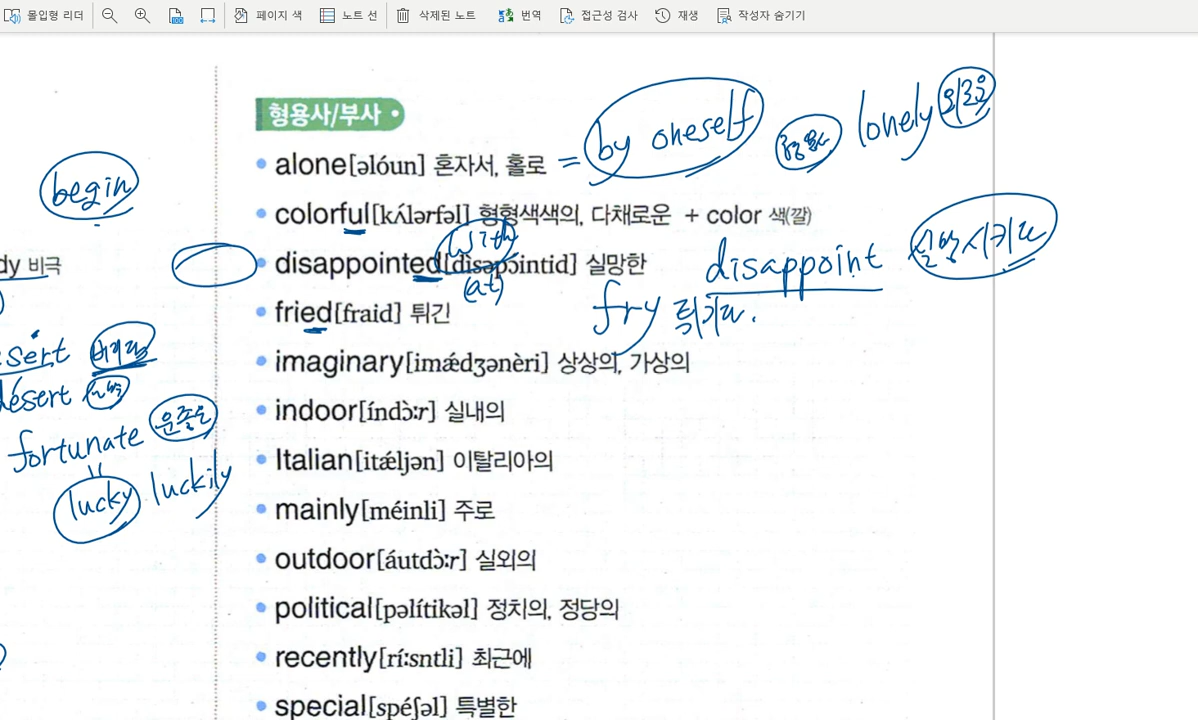 몰입형 리더 페이지 색 노트 선 삭제된 노트 번역 접근성 검사 재생 작성자 숨기기
형용사/부사
alone[əlóun] 혼자서, 홀로 = by oneself 형용사 lonely 외로운
begin
colorful[kʌ́lərfəl] 형형색색의, 다채로운 + color 색(깔)
with
dy 비극
disappointed[dìsəpɔ́intid] 실망한 disappoint 실망시키다
(at)
fried[fraid] 튀긴 fry 튀기다.
sert 버리다
imaginary[imǽdʒənèri] 상상의, 가상의
désert 사막
indoor[índɔ̀ːr] 실내의
fortunate 운좋은
Italian[itǽljən] 이탈리아의
lucky luckily
mainly[méinli] 주로
outdoor[áutdɔ̀ːr] 실외의
political[pəlítikəl] 정치의, 정당의
recently[ríːsntli] 최근에
special[spéʃəl] 특별한